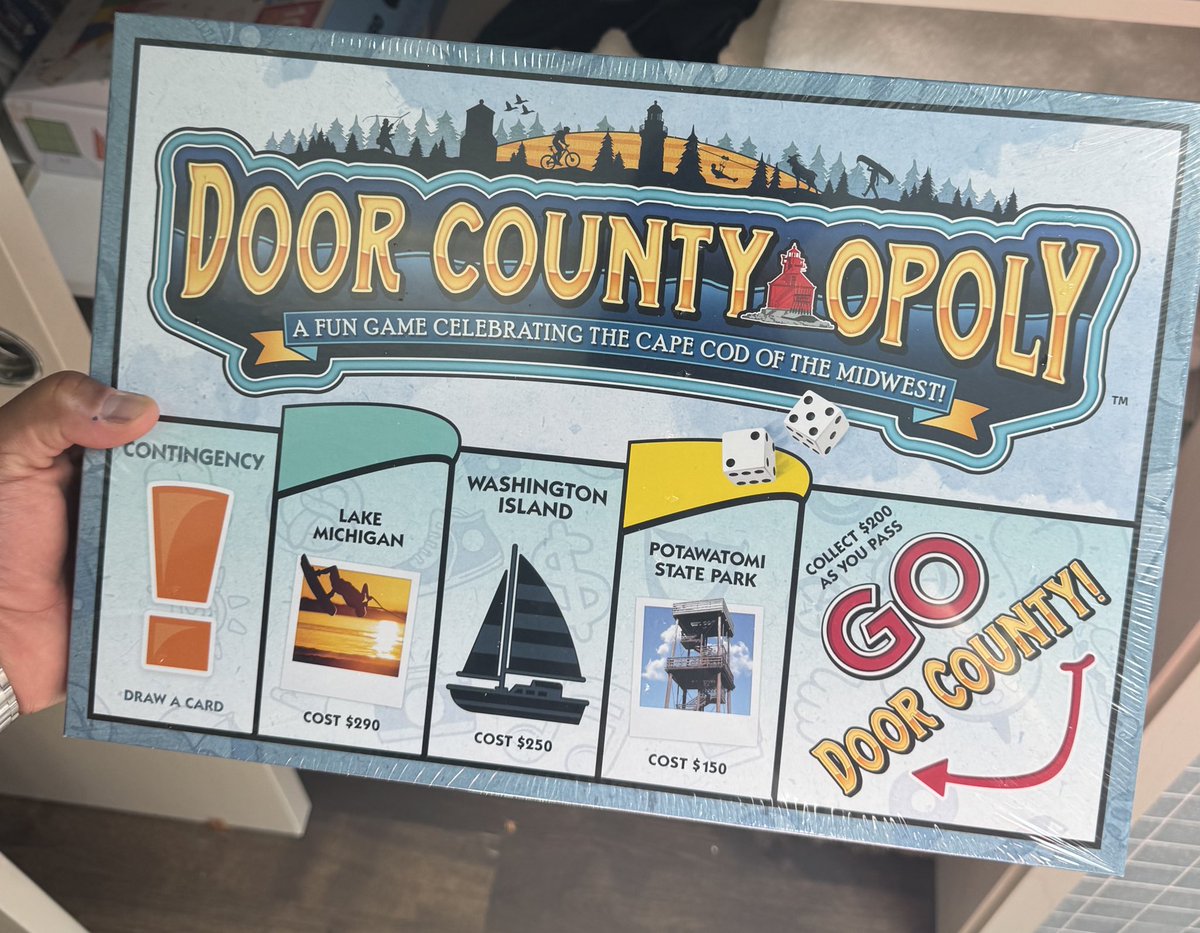 DOOR COUNTY OPOLY
A FUN GAME CELEBRATING THE CAPE COD OF THE MIDWEST!
TM
CONTINGENCY
DRAW A CARD
LAKE
MICHIGAN
COST $290
WASHINGTON
ISLAND
COST $250
POTAWATOMI
STATE PARK
COST $150
COLLECT $200
AS YOU PASS
GO
DOOR COUNTY!